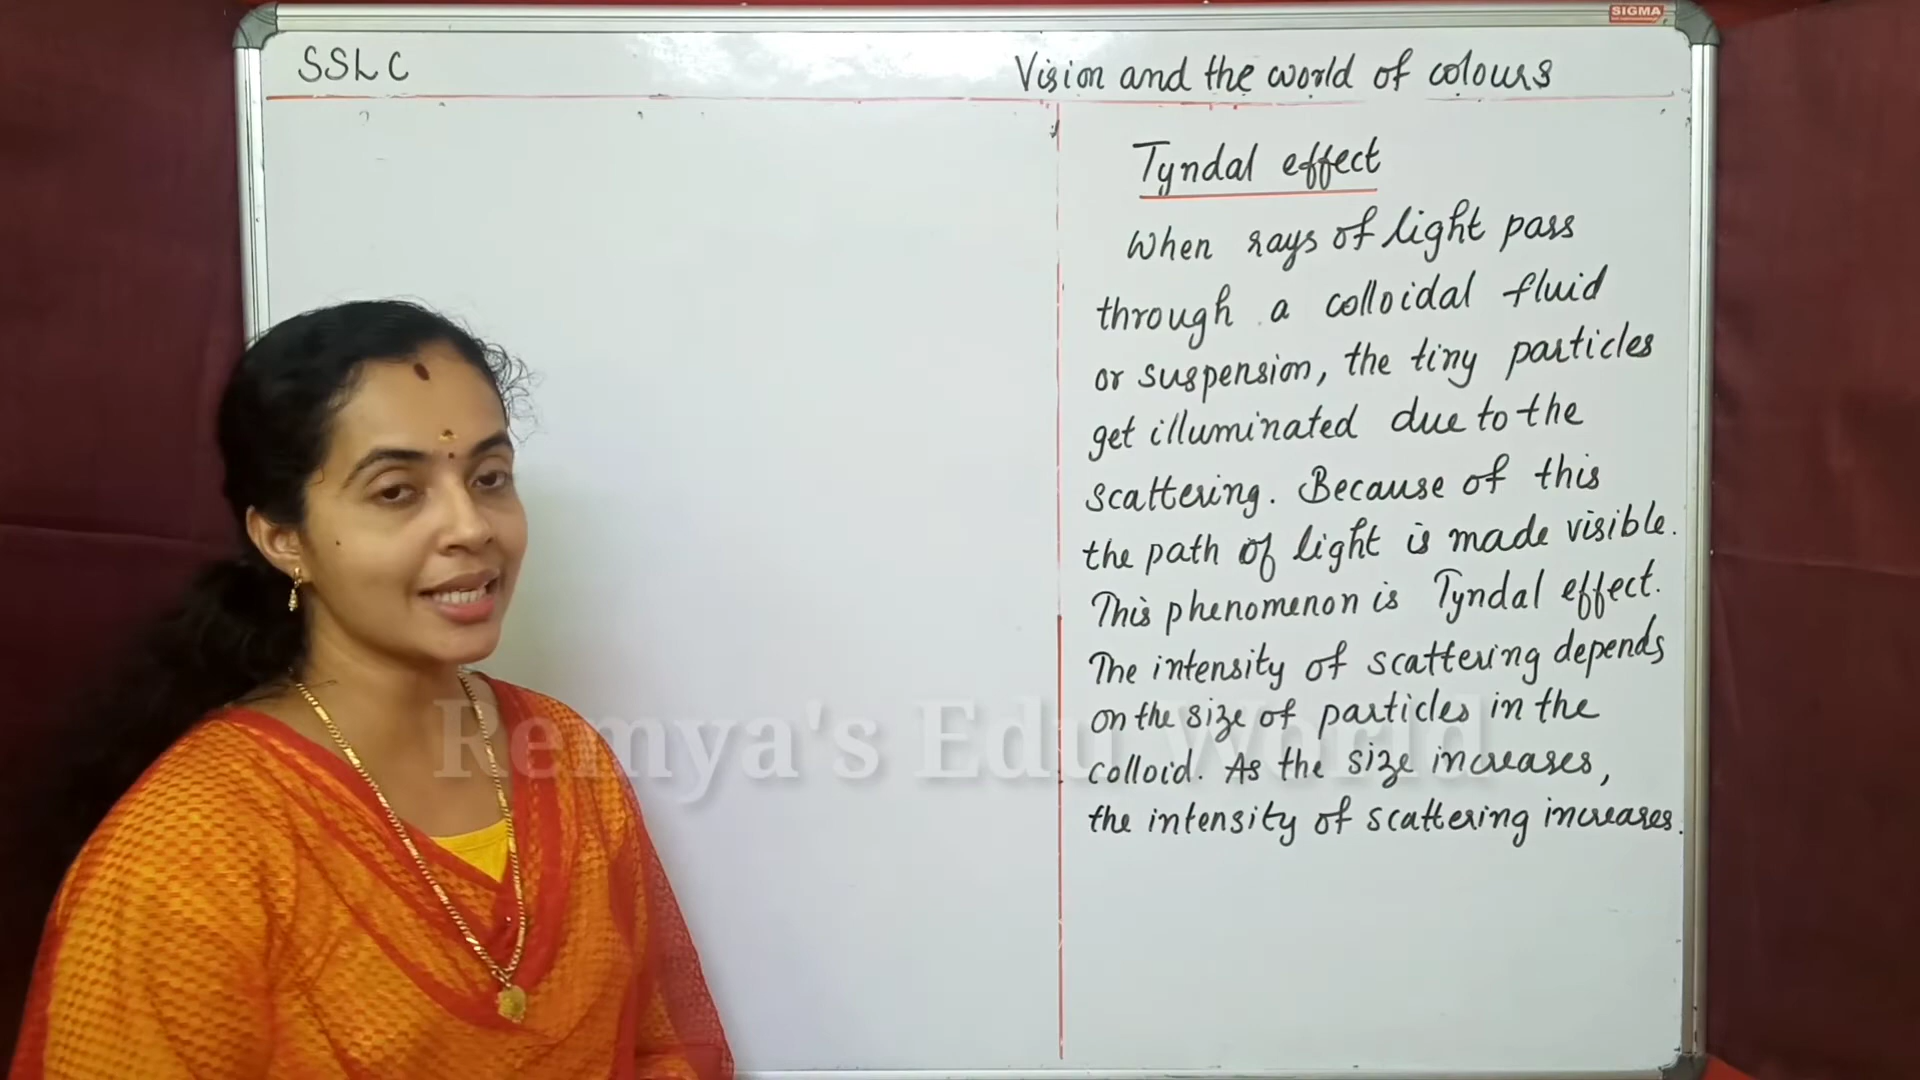 SIGMA
SSLC
Vision and the world of colours
Tyndal effect
When rays of light pass
through a colloidal fluid
or suspension, the tiny particles
get illuminated due to the
scattering. Because of this
the path of light is made visible.
This phenomenon is Tyndal effect.
The intensity of scattering depends
on the size of particles in the
colloid. As the size increases,
the intensity of scattering increases.
Remya's Edu World